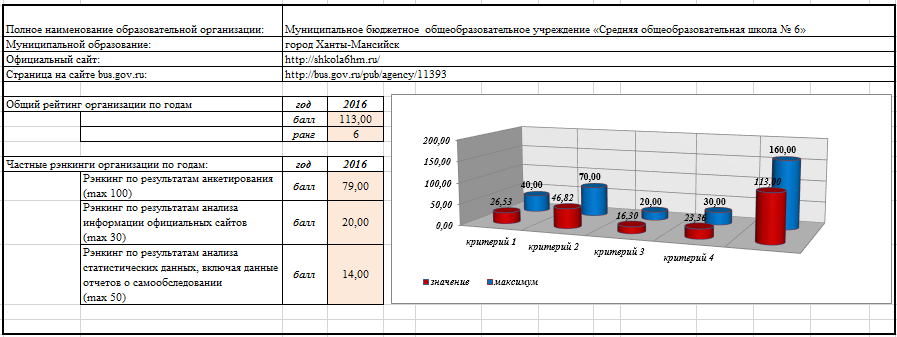 Полное наименование образовательной организации: Муниципальное бюджетное общеобразовательное учреждение «Средняя общеобразовательная школа № 6»
Муниципальной образование: город Ханты-Мансийск
Официальный сайт: http://shkola6hm.ru/
Страница на сайте bus.gov.ru: http://bus.gov.ru/pub/agency/11393
Общий рейтинг организации по годам год 2016
балл 113,00
ранг 6
Частные рэнкинги организации по годам: год 2016
Рэнкинг по результатам анкетирования
(max 100)
балл 79,00
Рэнкинг по результатам анализа
информации официальных сайтов
(max 30)
балл 20,00
Рэнкинг по результатам анализа
статистических данных, включая данные
отчетов о самообследовании
(max 50)
балл 14,00
200,00
150,00
100,00
50,00
0,00
26,53 40,00
46,82 70,00
16,30 20,00
23,36 30,00
113,00 160,00
критерий 1
критерий 2
критерий 3
критерий 4
значение максимум